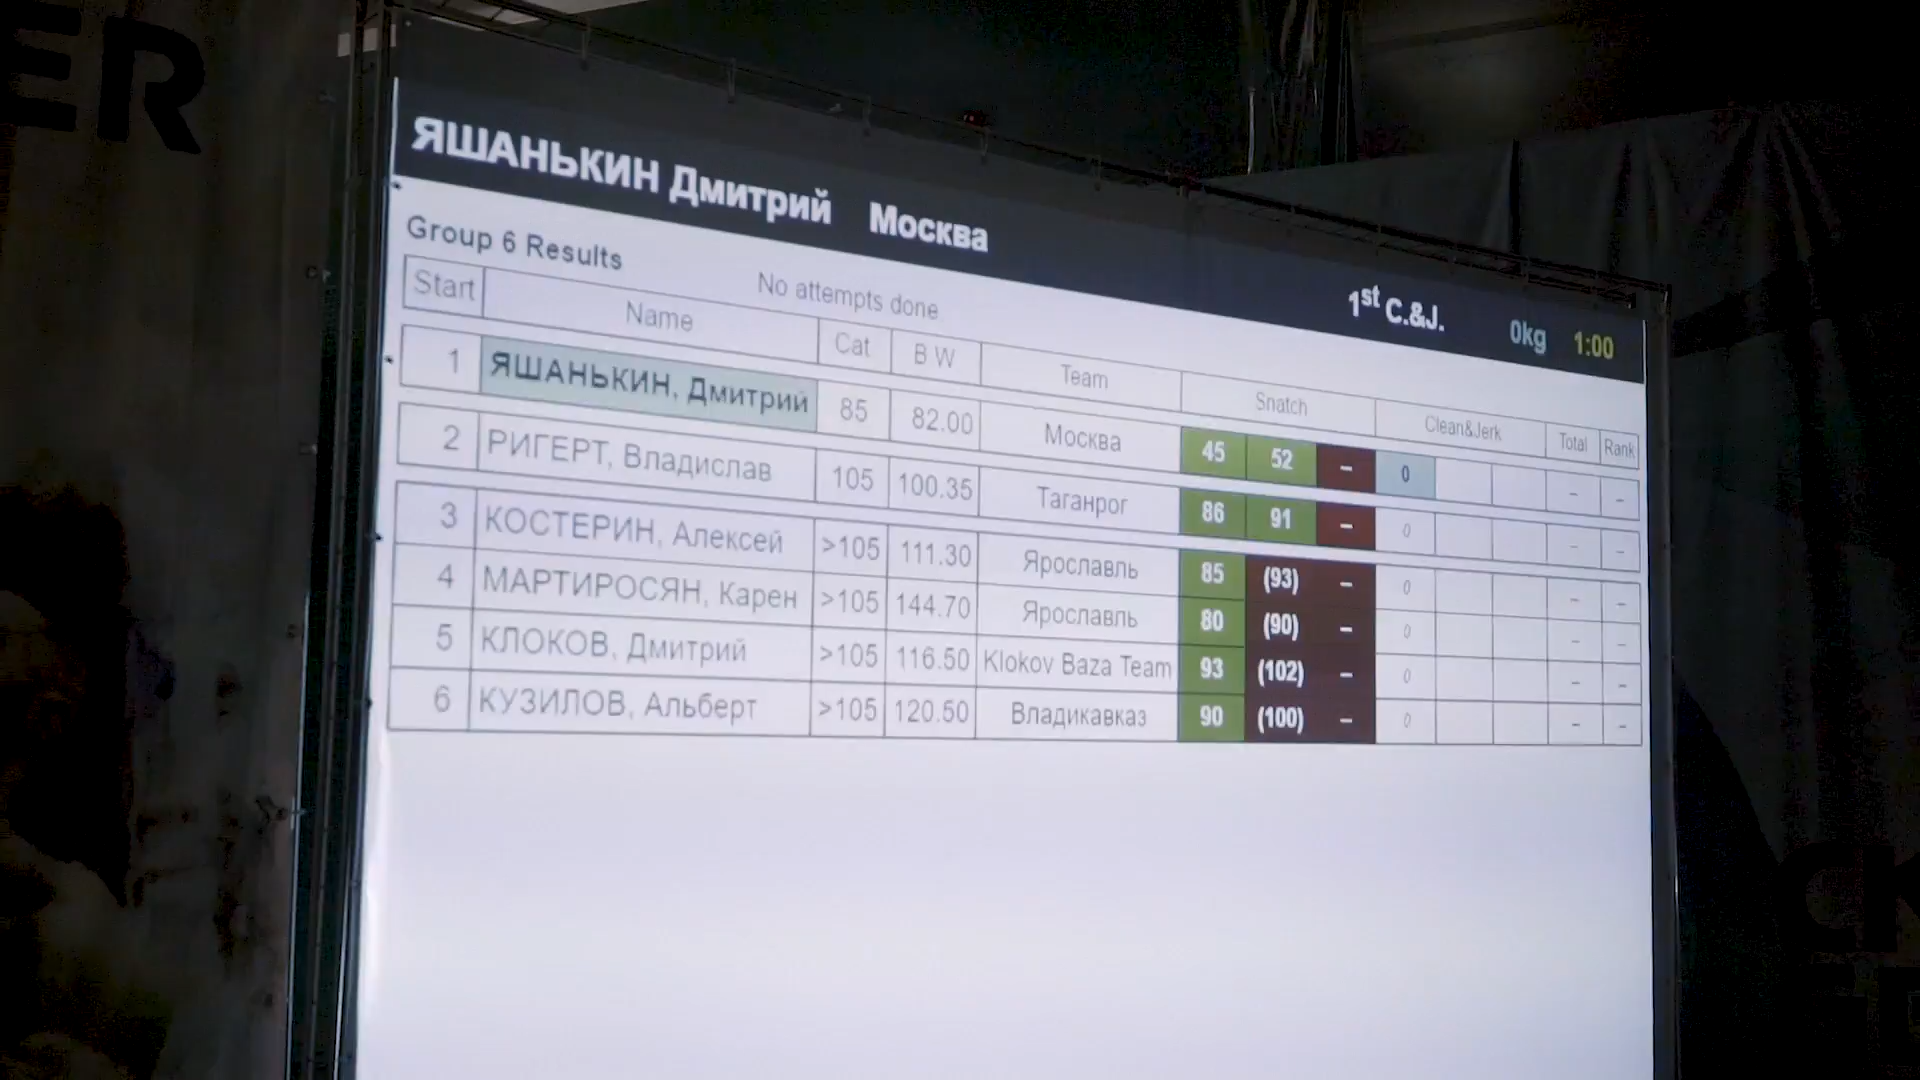 ER
ЯШАНЬКИН Дмитрий Москва
1st C.&J. 0kg 1:00
Group 6 Results No attempts done
Start Name Cat B W Team Snatch Clean&Jerk Total Rank
1 ЯШАНЬКИН, Дмитрий 85 82.00 Москва 45 52 – 0 – –
2 РИГЕРТ, Владислав 105 100.35 Таганрог 86 91 – 0 – –
3 КОСТЕРИН, Алексей >105 111.30 Ярославль 85 (93) – 0 – –
4 МАРТИРОСЯН, Карен >105 144.70 Ярославль 80 (90) – 0 – –
5 КЛОКОВ, Дмитрий >105 116.50 Klokov Baza Team 93 (102) – 0 – –
6 КУЗИЛОВ, Альберт >105 120.50 Владикавказ 90 (100) – 0 – –